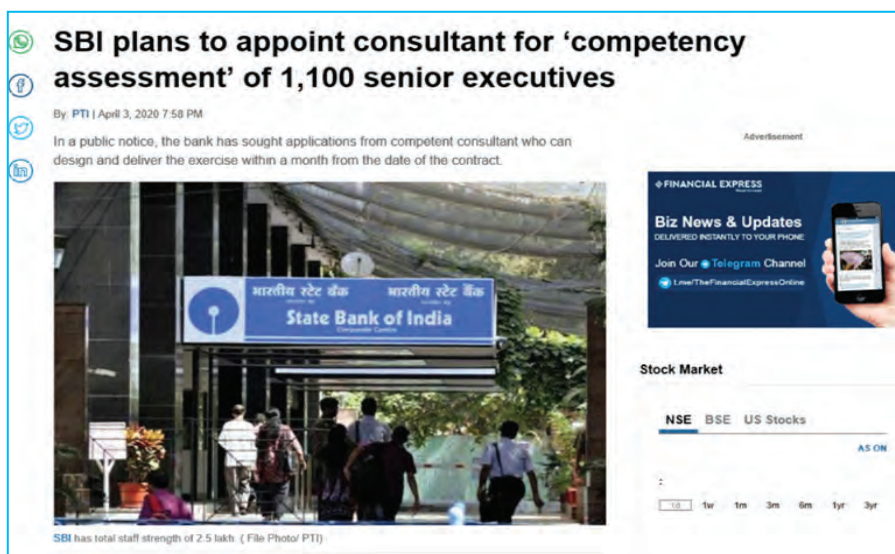 SBI plans to appoint consultant for ‘competency
assessment’ of 1,100 senior executives
By: PTI | April 3, 2020 7:58 PM
In a public notice, the bank has sought applications from competent consultant who can
design and deliver the exercise within a month from the date of the contract.
भारतीय स्टेट बैंक भारतीय स्टेट बैंक
State Bank of India
Corporate Centre
SBI has total staff strength of 2.5 lakh. ( File Photo/ PTI)
Advertisement
FINANCIAL EXPRESS
Biz News & Updates
DELIVERED INSTANTLY TO YOUR PHONE
Join Our Telegram Channel
t.me/TheFinancialExpressOnline
Stock Market
NSE BSE US Stocks
AS ON
:
1d 1w 1m 3m 6m 1yr 3yr